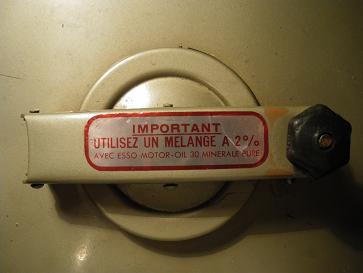 IMPORTANT
UTILISEZ UN MELANGE A 2%
AVEC ESSO MOTOR-OIL 30 MINERALE PURE